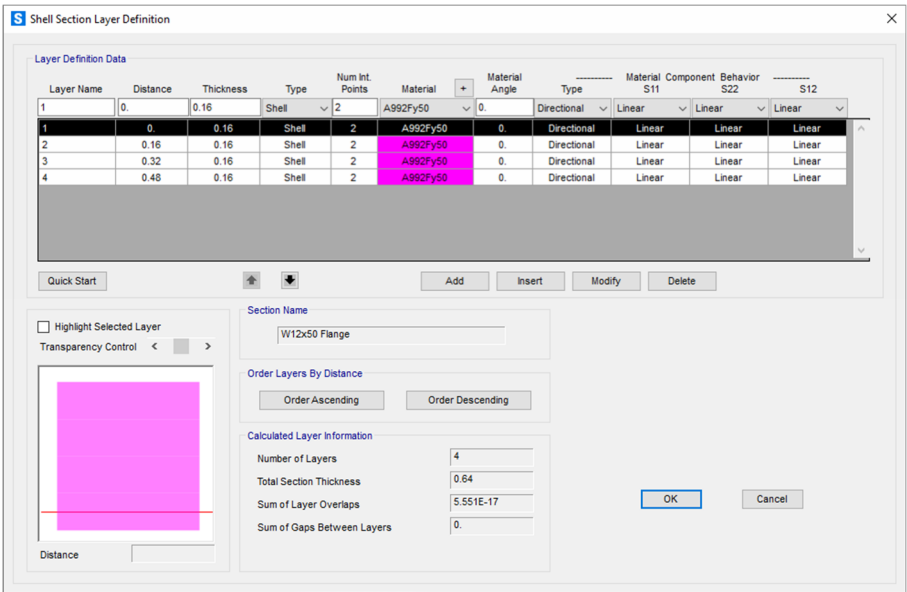 S Shell Section Layer Definition
Layer Definition Data
Num Int. Material ---------- Material Component Behavior ----------
Layer Name Distance Thickness Type Points Material + Angle Type S11 S22 S12
1 0. 0.16 Shell 2 A992Fy50 0. Directional Linear Linear Linear
1 0. 0.16 Shell 2 A992Fy50 0. Directional Linear Linear Linear
2 0.16 0.16 Shell 2 A992Fy50 0. Directional Linear Linear Linear
3 0.32 0.16 Shell 2 A992Fy50 0. Directional Linear Linear Linear
4 0.48 0.16 Shell 2 A992Fy50 0. Directional Linear Linear Linear
Quick Start Add Insert Modify Delete
Highlight Selected Layer
Transparency Control < >
Distance
Section Name
W12x50 Flange
Order Layers By Distance
Order Ascending Order Descending
Calculated Layer Information
Number of Layers 4
Total Section Thickness 0.64
Sum of Layer Overlaps 5.551E-17
Sum of Gaps Between Layers 0.
OK Cancel